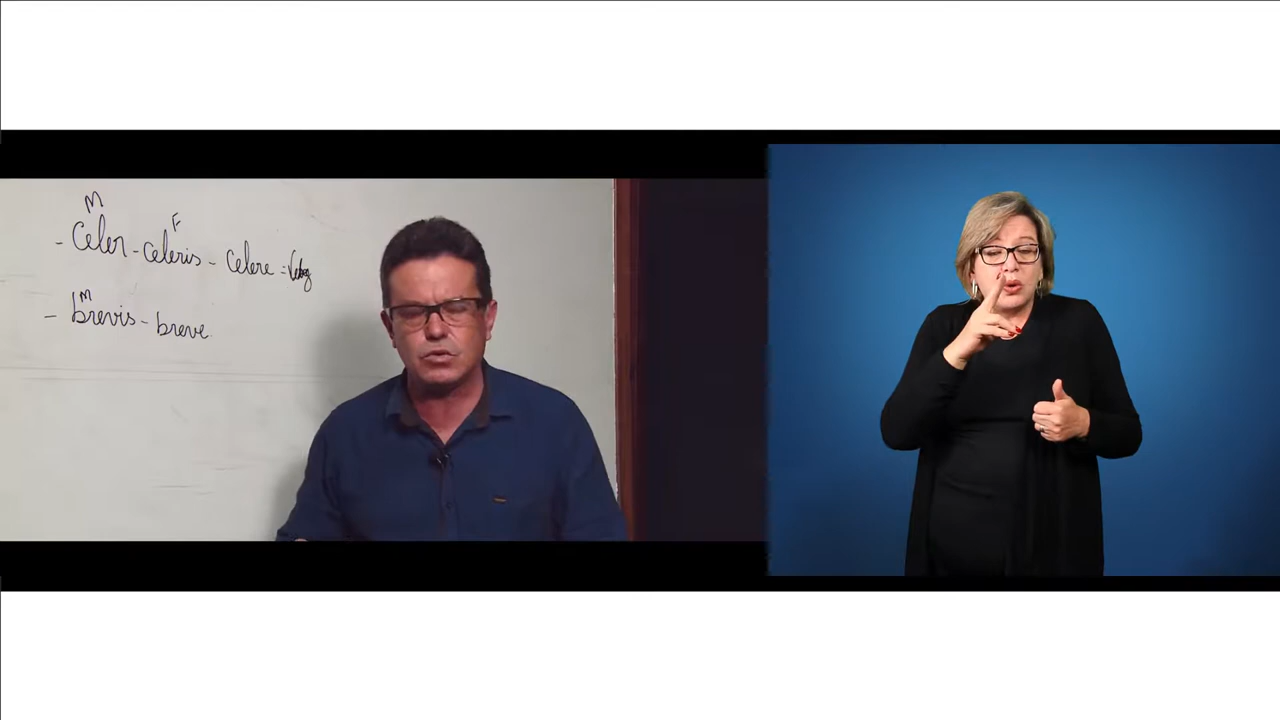 M
F
- Celer - celeris - celere = Veloz
M
- brevis - breve.